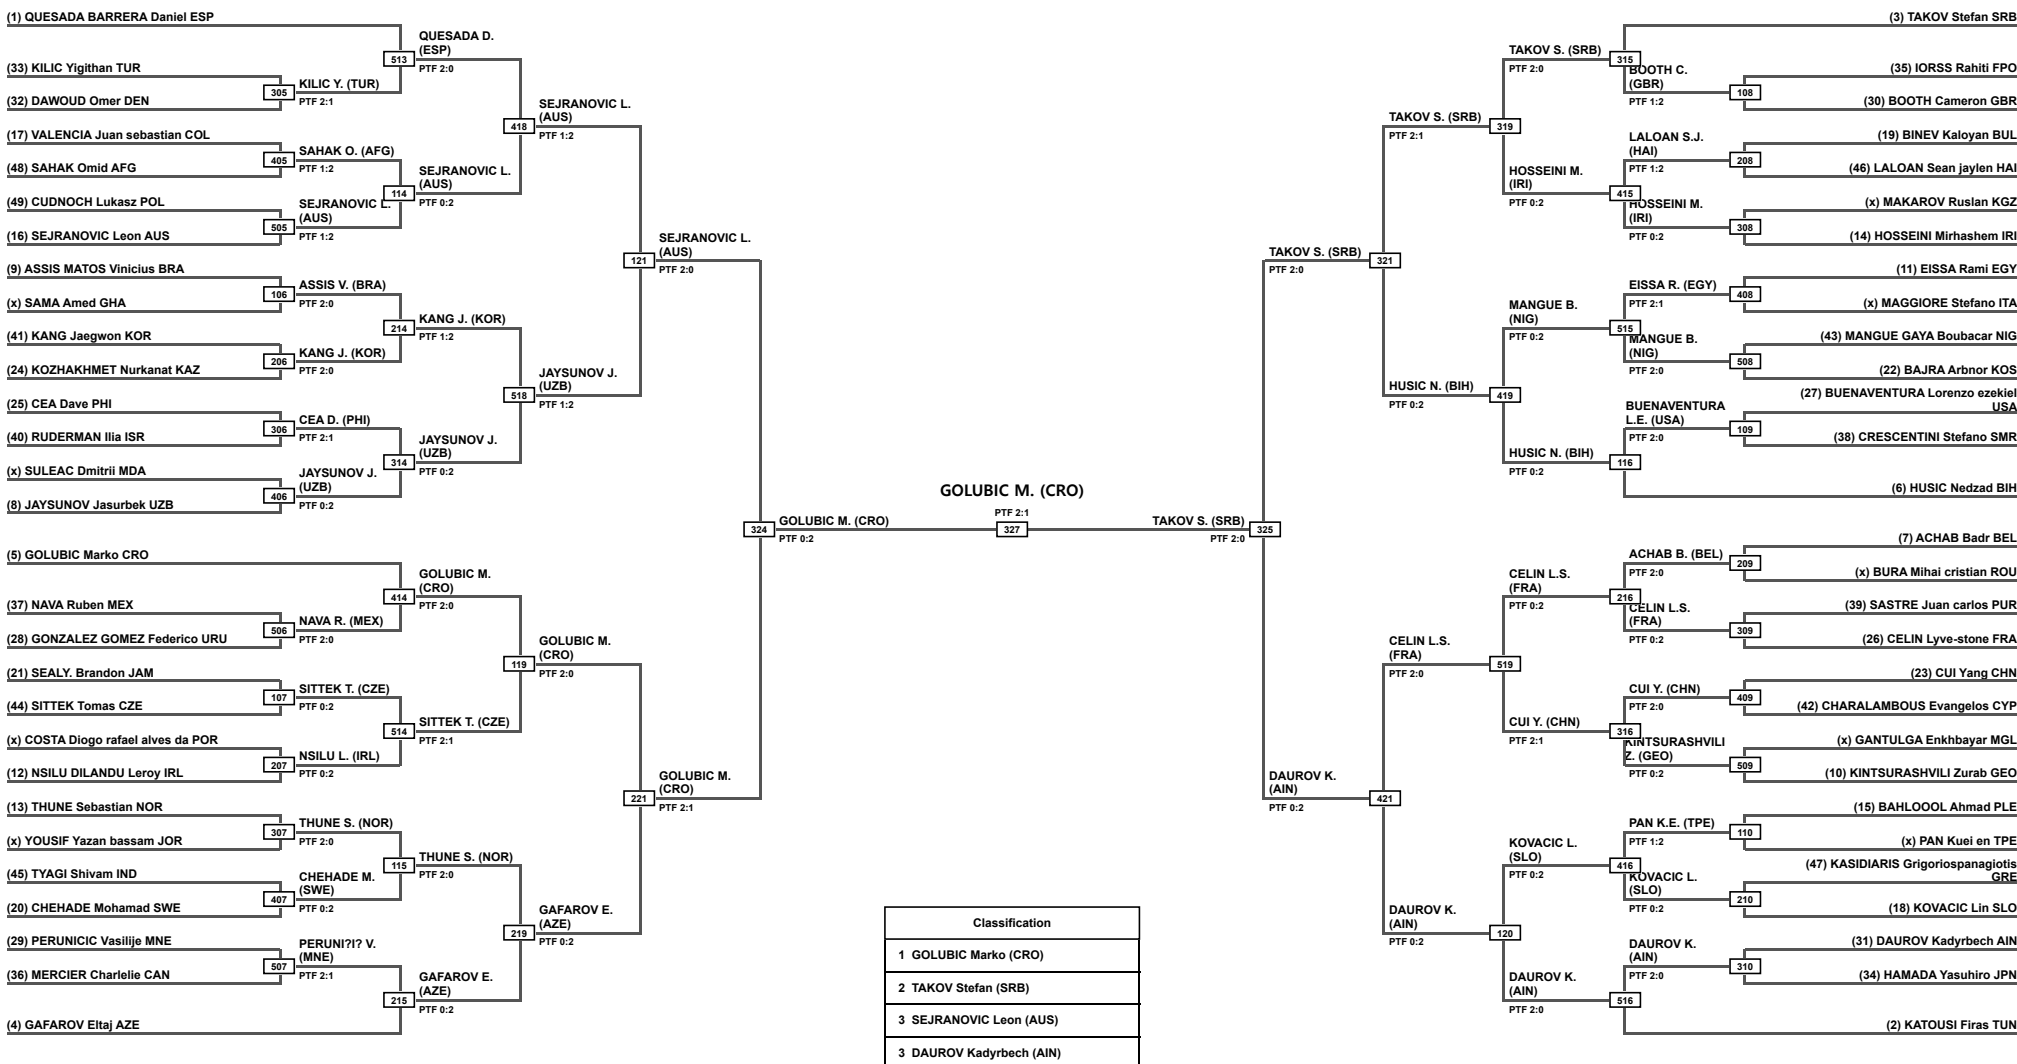 (1) QUESADA BARRERA Daniel ESP
(33) KILIC Yigithan TUR
(32) DAWOUD Omer DEN
(17) VALENCIA Juan sebastian COL
(48) SAHAK Omid AFG
(49) CUDNOCH Lukasz POL
(16) SEJRANOVIC Leon AUS
(9) ASSIS MATOS Vinicius BRA
(x) SAMA Amed GHA
(41) KANG Jaegwon KOR
(24) KOZHAKHMET Nurkanat KAZ
(25) CEA Dave PHI
(40) RUDERMAN Ilia ISR
(x) SULEAC Dmitrii MDA
(8) JAYSUNOV Jasurbek UZB
(5) GOLUBIC Marko CRO
(37) NAVA Ruben MEX
(28) GONZALEZ GOMEZ Federico URU
(21) SEALY. Brandon JAM
(44) SITTEK Tomas CZE
(x) COSTA Diogo rafael alves da POR
(12) NSILU DILANDU Leroy IRL
(13) THUNE Sebastian NOR
(x) YOUSIF Yazan bassam JOR
(45) TYAGI Shivam IND
(20) CHEHADE Mohamad SWE
(29) PERUNICIC Vasilije MNE
(36) MERCIER Charlelie CAN
(4) GAFAROV Eltaj AZE
305
KILIC Y. (TUR)
PTF 2:1
405
SAHAK O. (AFG)
PTF 1:2
505
SEJRANOVIC L.
(AUS)
PTF 1:2
106
ASSIS V. (BRA)
PTF 2:0
206
KANG J. (KOR)
PTF 2:0
306
CEA D. (PHI)
PTF 2:1
406
JAYSUNOV J.
(UZB)
PTF 0:2
506
NAVA R. (MEX)
PTF 2:0
107
SITTEK T. (CZE)
PTF 0:2
207
NSILU L. (IRL)
PTF 0:2
307
THUNE S. (NOR)
PTF 2:0
407
CHEHADE M.
(SWE)
PTF 0:2
507
PERUNI?I? V.
(MNE)
PTF 2:1
513
QUESADA D.
(ESP)
PTF 2:0
114
SEJRANOVIC L.
(AUS)
PTF 0:2
214
KANG J. (KOR)
PTF 1:2
314
JAYSUNOV J.
(UZB)
PTF 0:2
414
GOLUBIC M.
(CRO)
PTF 2:0
514
SITTEK T. (CZE)
PTF 2:1
115
THUNE S. (NOR)
PTF 2:0
215
GAFAROV E.
(AZE)
PTF 0:2
418
SEJRANOVIC L.
(AUS)
PTF 1:2
518
JAYSUNOV J.
(UZB)
PTF 1:2
119
GOLUBIC M.
(CRO)
PTF 2:0
219
GAFAROV E.
(AZE)
PTF 0:2
121
SEJRANOVIC L.
(AUS)
PTF 2:0
221
GOLUBIC M.
(CRO)
PTF 2:1
324
GOLUBIC M. (CRO)
PTF 0:2
GOLUBIC M. (CRO)
PTF 2:1
327
TAKOV S. (SRB)
PTF 2:0
325
TAKOV S. (SRB)
PTF 2:0
321
DAUROV K.
(AIN)
PTF 0:2
421
TAKOV S. (SRB)
PTF 2:1
319
HUSIC N. (BIH)
PTF 0:2
419
CELIN L.S.
(FRA)
PTF 2:0
519
DAUROV K.
(AIN)
PTF 0:2
120
TAKOV S. (SRB)
PTF 2:0
315
HOSSEINI M.
(IRI)
PTF 0:2
415
MANGUE B.
(NIG)
PTF 0:2
515
HUSIC N. (BIH)
PTF 0:2
116
CELIN L.S.
(FRA)
PTF 0:2
216
CUI Y. (CHN)
PTF 2:1
316
KOVACIC L.
(SLO)
PTF 0:2
416
DAUROV K.
(AIN)
PTF 2:0
516
BOOTH C.
(GBR)
PTF 1:2
108
LALOAN S.J.
(HAI)
PTF 1:2
208
HOSSEINI M.
(IRI)
PTF 0:2
308
EISSA R. (EGY)
PTF 2:1
408
MANGUE B.
(NIG)
PTF 2:0
508
BUENAVENTURA
L.E. (USA)
PTF 2:0
109
ACHAB B. (BEL)
PTF 2:0
209
CELIN L.S.
(FRA)
PTF 0:2
309
CUI Y. (CHN)
PTF 2:0
409
KINTSURASHVILI
Z. (GEO)
PTF 0:2
509
PAN K.E. (TPE)
PTF 1:2
110
KOVACIC L.
(SLO)
PTF 0:2
210
DAUROV K.
(AIN)
PTF 2:0
310
(3) TAKOV Stefan SRB
(35) IORSS Rahiti FPO
(30) BOOTH Cameron GBR
(19) BINEV Kaloyan BUL
(46) LALOAN Sean jaylen HAI
(x) MAKAROV Ruslan KGZ
(14) HOSSEINI Mirhashem IRI
(11) EISSA Rami EGY
(x) MAGGIORE Stefano ITA
(43) MANGUE GAYA Boubacar NIG
(22) BAJRA Arbnor KOS
(27) BUENAVENTURA Lorenzo ezekiel
USA
(38) CRESCENTINI Stefano SMR
(6) HUSIC Nedzad BIH
(7) ACHAB Badr BEL
(x) BURA Mihai cristian ROU
(39) SASTRE Juan carlos PUR
(26) CELIN Lyve-stone FRA
(23) CUI Yang CHN
(42) CHARALAMBOUS Evangelos CYP
(x) GANTULGA Enkhbayar MGL
(10) KINTSURASHVILI Zurab GEO
(15) BAHLOOOL Ahmad PLE
(x) PAN Kuei en TPE
(47) KASIDIARIS Grigoriospanagiotis
GRE
(18) KOVACIC Lin SLO
(31) DAUROV Kadyrbech AIN
(34) HAMADA Yasuhiro JPN
(2) KATOUSI Firas TUN
Classification
1 GOLUBIC Marko (CRO)
2 TAKOV Stefan (SRB)
3 SEJRANOVIC Leon (AUS)
3 DAUROV Kadyrbech (AIN)